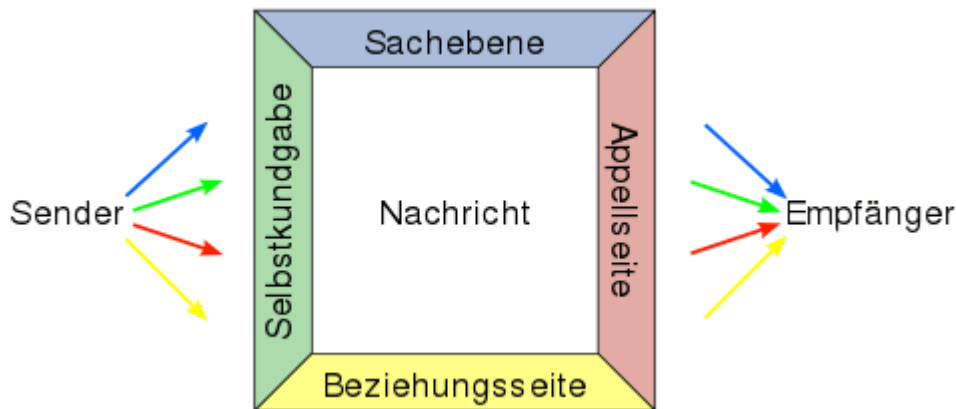 Sachebene
Selbstkundgabe
Appellseite
Sender
Nachricht
Empfänger
Beziehungsseite